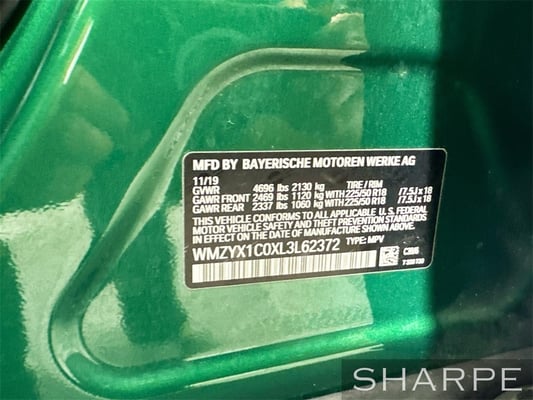 MFD BY BAYERISCHE MOTOREN WERKE AG
11/19
GVWR 4696 lbs 2130 kg TIRE / RIM
GAWR FRONT 2469 lbs 1120 kg WITH 225/50 R18 [7.5J x 18
GAWR REAR 2337 lbs 1060 kg WITH 225/50 R18 [7.5J x 18
THIS VEHICLE CONFORMS TO ALL APPLICABLE U.S. FEDERAL
MOTOR VEHICLE SAFETY AND THEFT PREVENTION STANDARDS
IN EFFECT ON THE DATE OF MANUFACTURE SHOWN ABOVE.
WMZYX1C0XL3L62372 TYPE: MPV
SHARPE